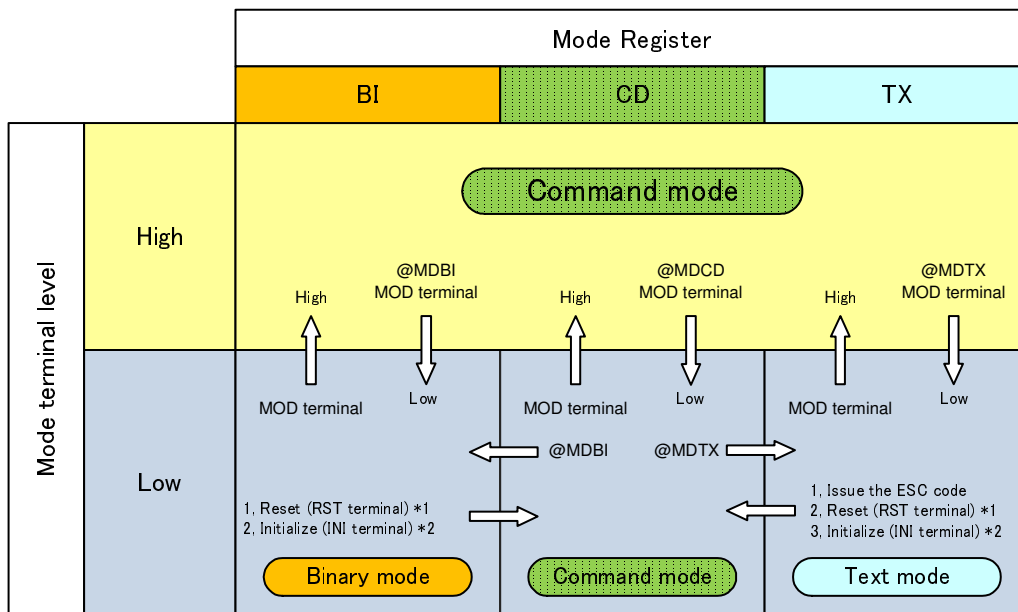 Mode Register
BI
CD
TX
Mode terminal level
High
Command mode
High
@MDBI
MOD terminal
High
@MDCD
MOD terminal
High
@MDTX
MOD terminal
Low
MOD terminal
Low
MOD terminal
Low
MOD terminal
Low
@MDBI
@MDTX
1, Reset (RST terminal) *1
2, Initialize (INI terminal) *2
1, Issue the ESC code
2, Reset (RST terminal) *1
3, Initialize (INI terminal) *2
Binary mode
Command mode
Text mode